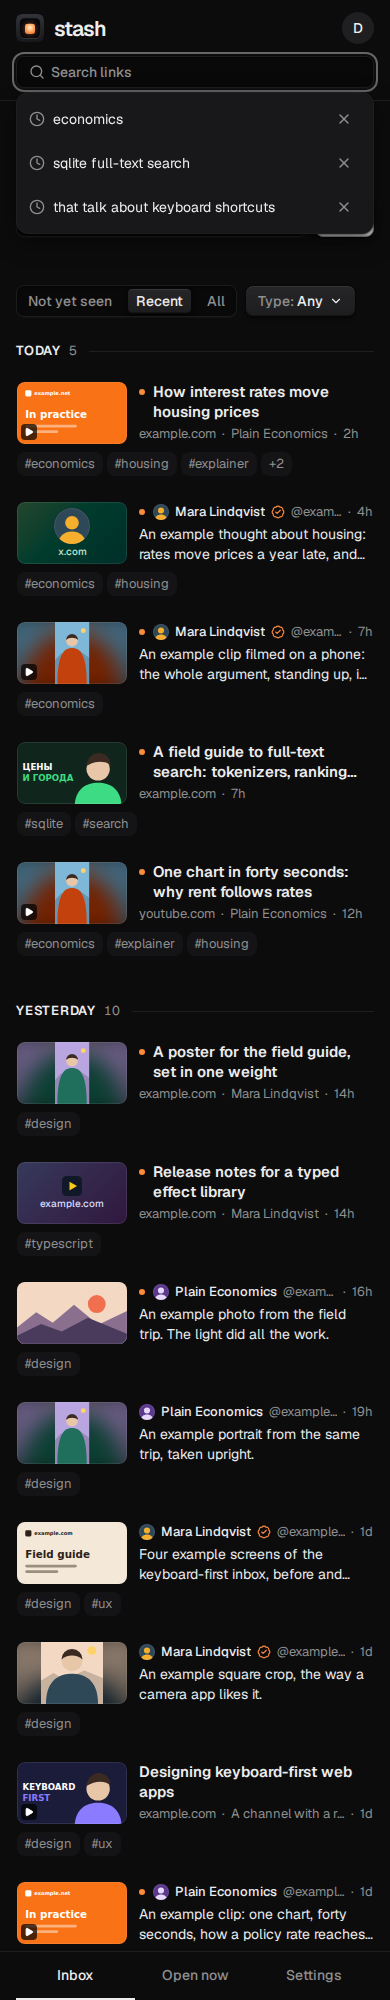 stash
D
Search links
economics
sqlite full-text search
that talk about keyboard shortcuts
Not yet seen
Recent
All
Type: Any
TODAY 5
example.net
In practice
How interest rates move
housing prices
example.com · Plain Economics · 2h
#economics #housing #explainer +2
x.com
Mara Lindqvist @exam… · 4h
An example thought about housing:
rates move prices a year late, and…
#economics #housing
Mara Lindqvist @exam… · 7h
An example clip filmed on a phone:
the whole argument, standing up, i…
#economics
ЦЕНЫ
И ГОРОДА
A field guide to full-text
search: tokenizers, ranking…
example.com · 7h
#sqlite #search
One chart in forty seconds:
why rent follows rates
youtube.com · Plain Economics · 12h
#economics #explainer #housing
YESTERDAY 10
A poster for the field guide,
set in one weight
example.com · Mara Lindqvist · 14h
#design
example.com
Release notes for a typed
effect library
example.com · Mara Lindqvist · 14h
#typescript
Plain Economics @exam… · 16h
An example photo from the field
trip. The light did all the work.
#design
Plain Economics @example… · 19h
An example portrait from the same
trip, taken upright.
#design
example.com
Field guide
Mara Lindqvist @example… · 1d
Four example screens of the
keyboard-first inbox, before and…
#design #ux
Mara Lindqvist @example… · 1d
An example square crop, the way a
camera app likes it.
#design
KEYBOARD
FIRST
Designing keyboard-first web
apps
example.com · A channel with a r… · 1d
#design #ux
example.net
In practice
Plain Economics @exampl… · 1d
An example clip: one chart, forty
seconds, how a policy rate reaches…
Inbox
Open now
Settings